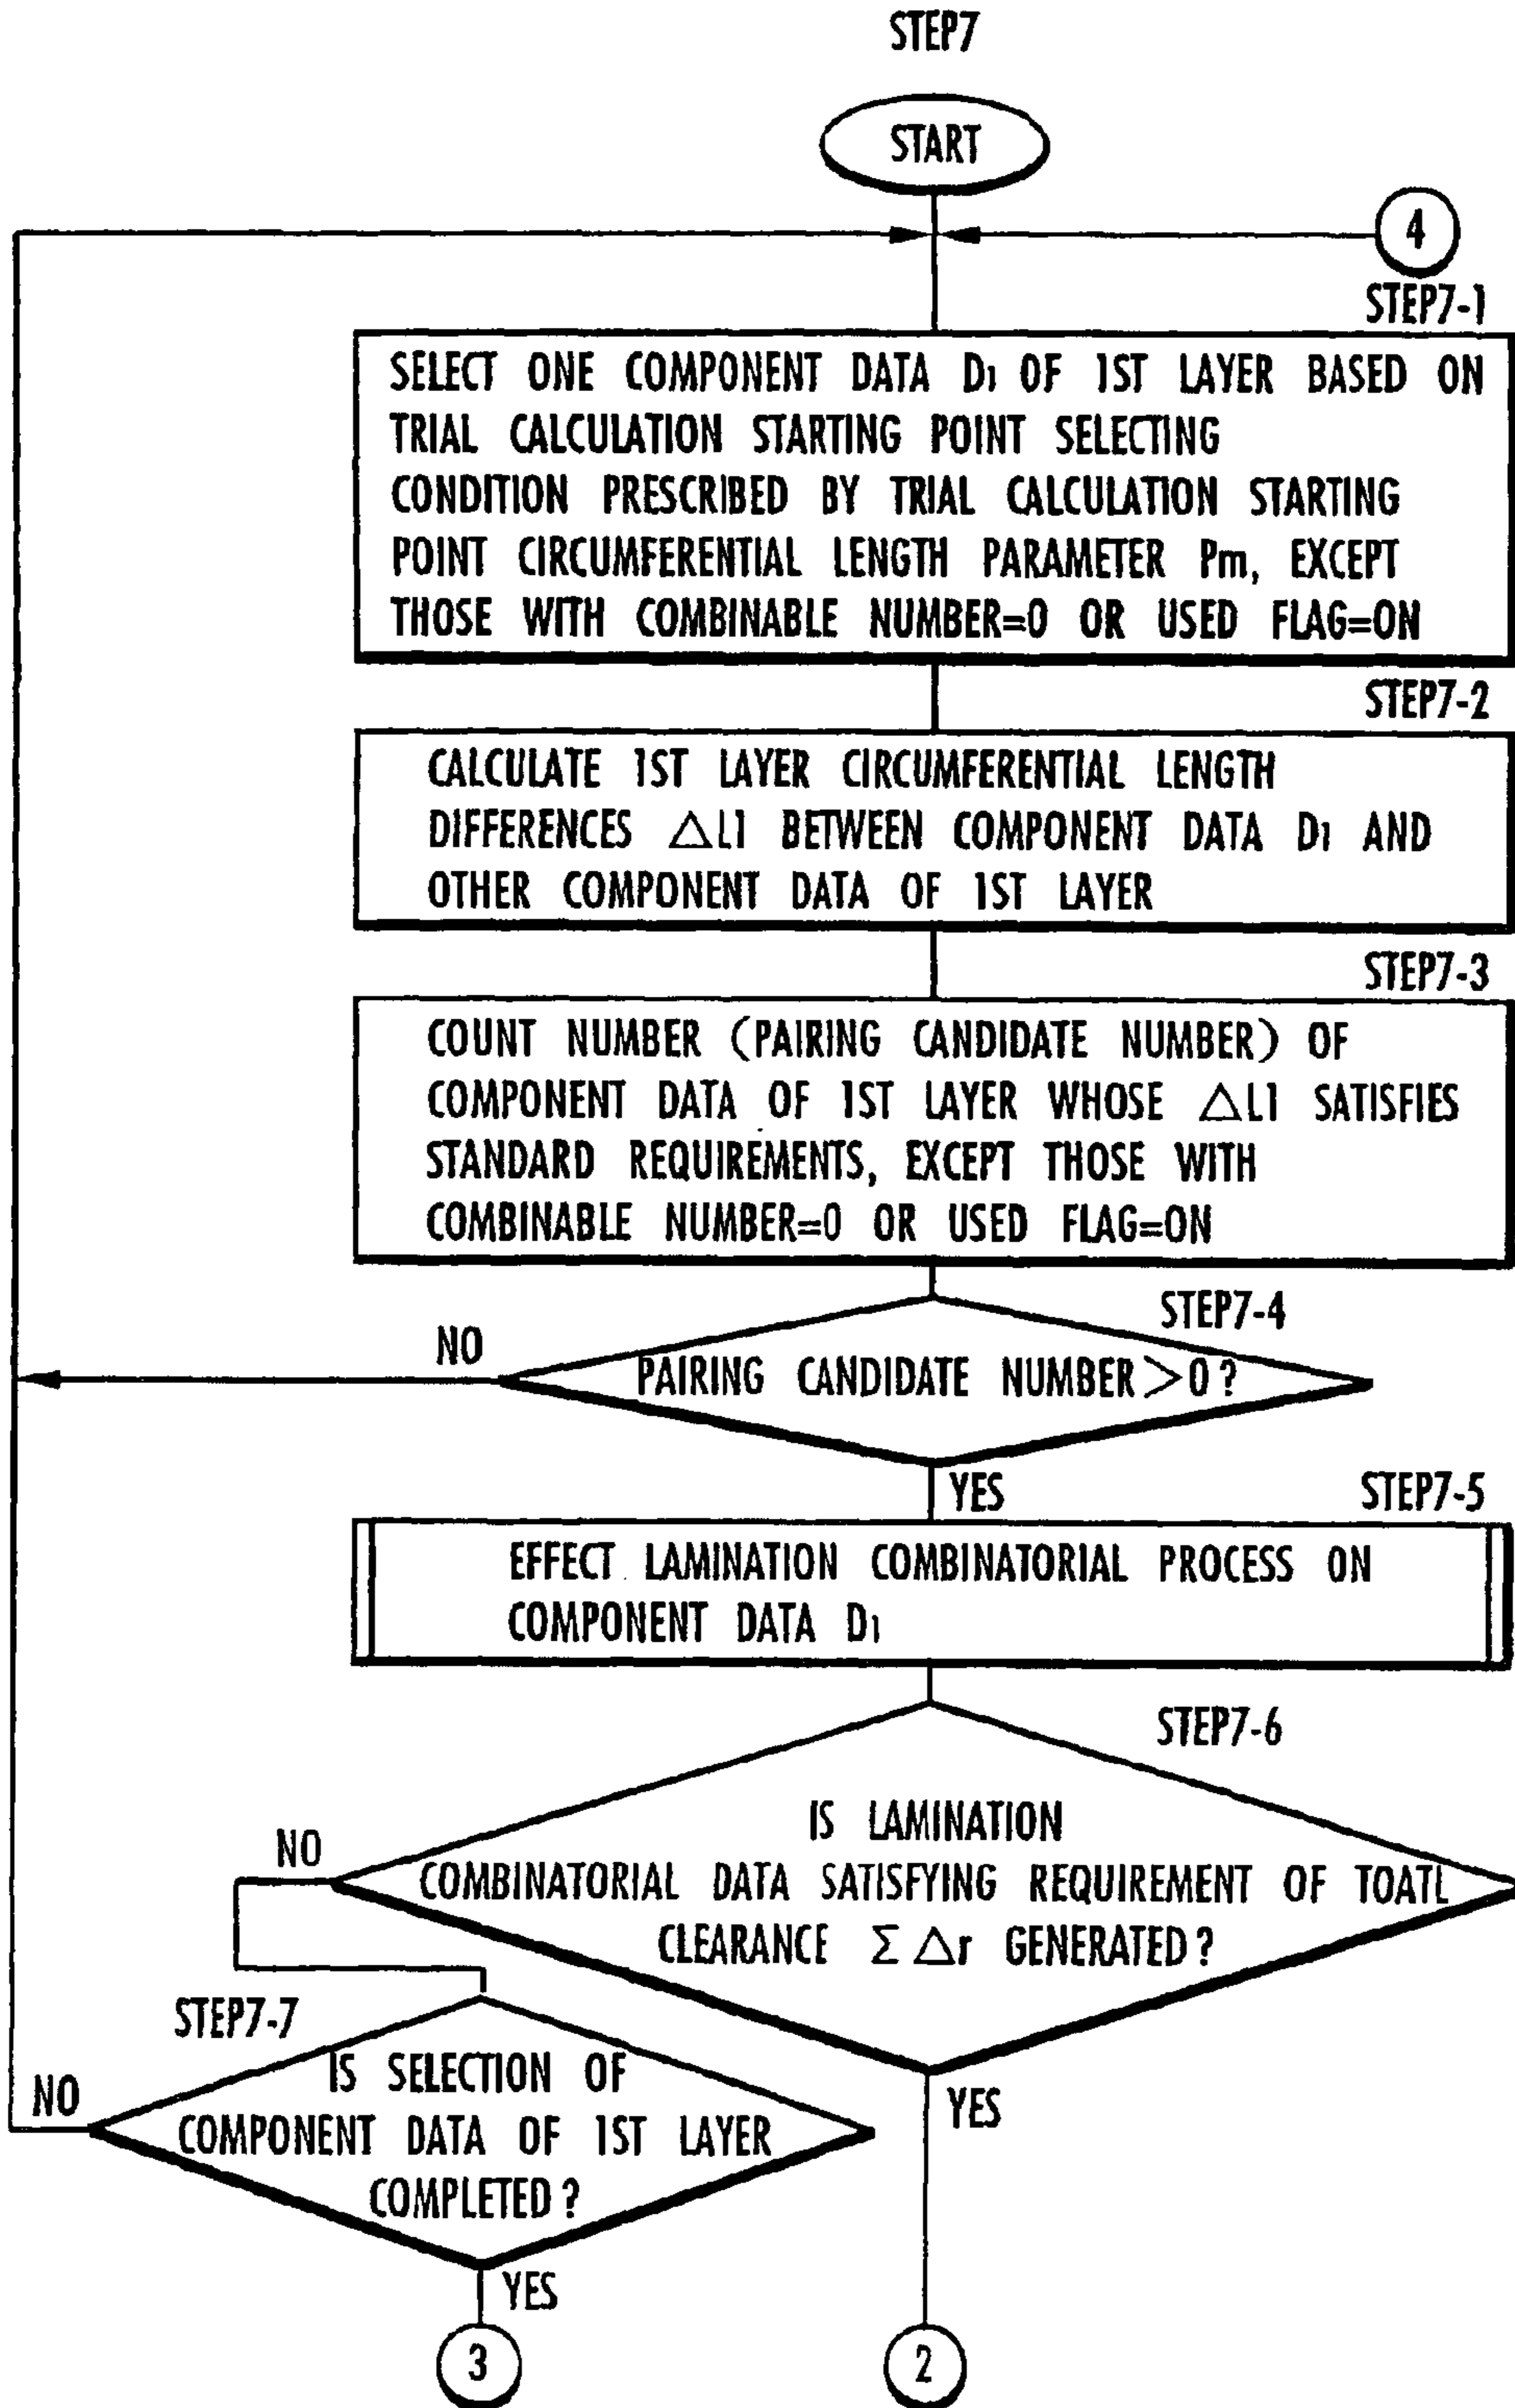 STEP7
START
4
STEP7-1
SELECT ONE COMPONENT DATA D1 OF 1ST LAYER BASED ON
TRIAL CALCULATION STARTING POINT SELECTING
CONDITION PRESCRIBED BY TRIAL CALCULATION STARTING
POINT CIRCUMFERENTIAL LENGTH PARAMETER Pm, EXCEPT
THOSE WITH COMBINABLE NUMBER=0 OR USED FLAG=ON
STEP7-2
CALCULATE 1ST LAYER CIRCUMFERENTIAL LENGTH
DIFFERENCES △L1 BETWEEN COMPONENT DATA D1 AND
OTHER COMPONENT DATA OF 1ST LAYER
STEP7-3
COUNT NUMBER (PAIRING CANDIDATE NUMBER) OF
COMPONENT DATA OF 1ST LAYER WHOSE △L1 SATISFIES
STANDARD REQUIREMENTS, EXCEPT THOSE WITH
COMBINABLE NUMBER=0 OR USED FLAG=ON
STEP7-4
NO
PAIRING CANDIDATE NUMBER>0?
YES
STEP7-5
EFFECT LAMINATION COMBINATORIAL PROCESS ON
COMPONENT DATA D1
STEP7-6
IS LAMINATION
NO
COMBINATORIAL DATA SATISFYING REQUIREMENT OF TOATL
CLEARANCE Σ△r GENERATED?
STEP7-7
IS SELECTION OF
NO
YES
COMPONENT DATA OF 1ST LAYER
COMPLETED?
YES
3
2